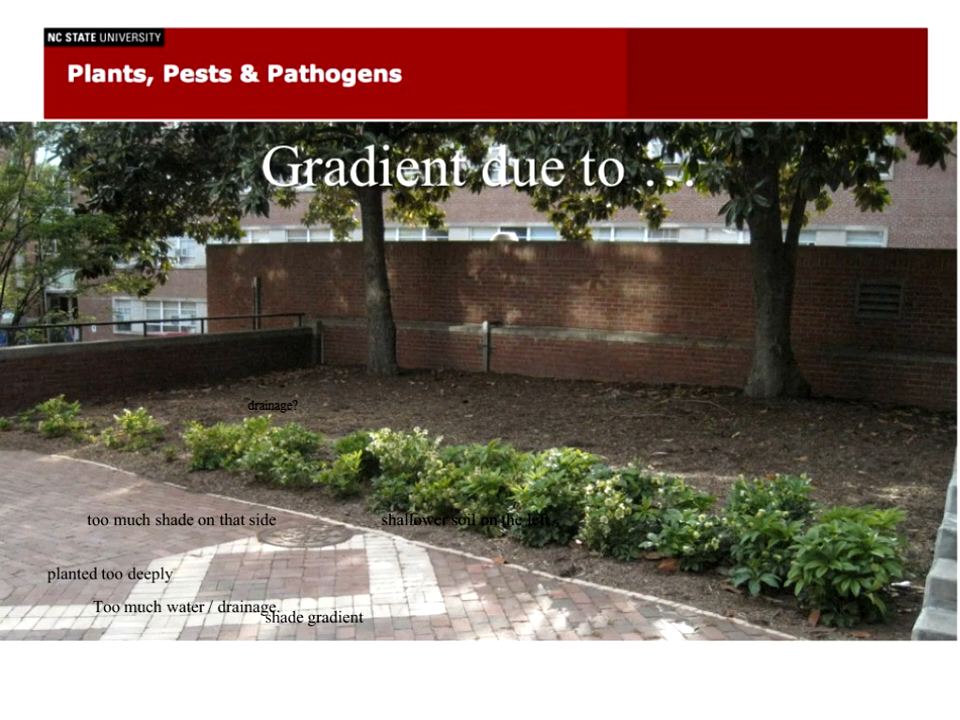 NC STATE UNIVERSITY
Plants, Pests & Pathogens
Gradient due to …
drainage?
too much shade on that side
shallower soil on the left
planted too deeply
Too much water / drainage.
shade gradient